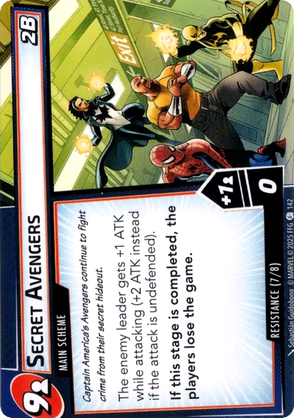 9
SECRET AVENGERS
2B
MAIN SCHEME
Captain America's Avengers continue to fight
crime from their secret hideout.
The enemy leader gets +1 ATK
while attacking (+2 ATK instead
if the attack is undefended).
If this stage is completed, the
players lose the game.
Exit
+1
0
RESISTANCE (7/8)
Sebastin Guidobono © MARVEL © 2025 FFG 142